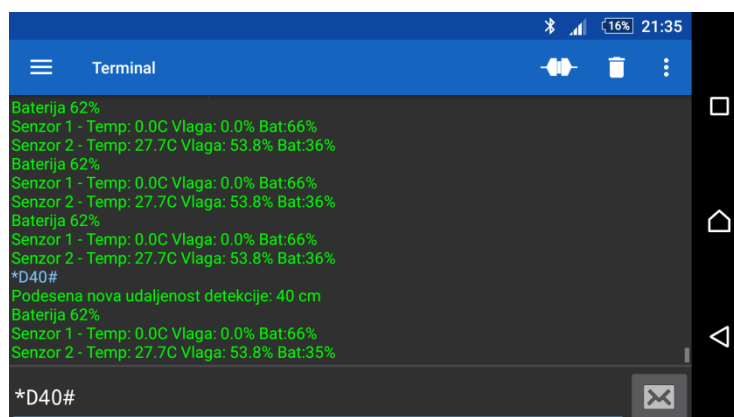 16% 21:35
Terminal
Baterija 62%
Senzor 1 - Temp: 0.0C Vlaga: 0.0% Bat:66%
Senzor 2 - Temp: 27.7C Vlaga: 53.8% Bat:36%
Baterija 62%
Senzor 1 - Temp: 0.0C Vlaga: 0.0% Bat:66%
Senzor 2 - Temp: 27.7C Vlaga: 53.8% Bat:36%
Baterija 62%
Senzor 1 - Temp: 0.0C Vlaga: 0.0% Bat:66%
Senzor 2 - Temp: 27.7C Vlaga: 53.8% Bat:36%
*D40#
Podesena nova udaljenost detekcije: 40 cm
Baterija 62%
Senzor 1 - Temp: 0.0C Vlaga: 0.0% Bat:66%
Senzor 2 - Temp: 27.7C Vlaga: 53.8% Bat:35%
*D40#